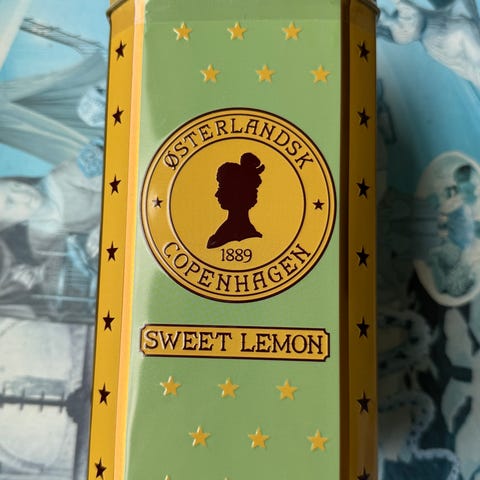 ØSTERLANDSK
1889
COPENHAGEN
SWEET LEMON